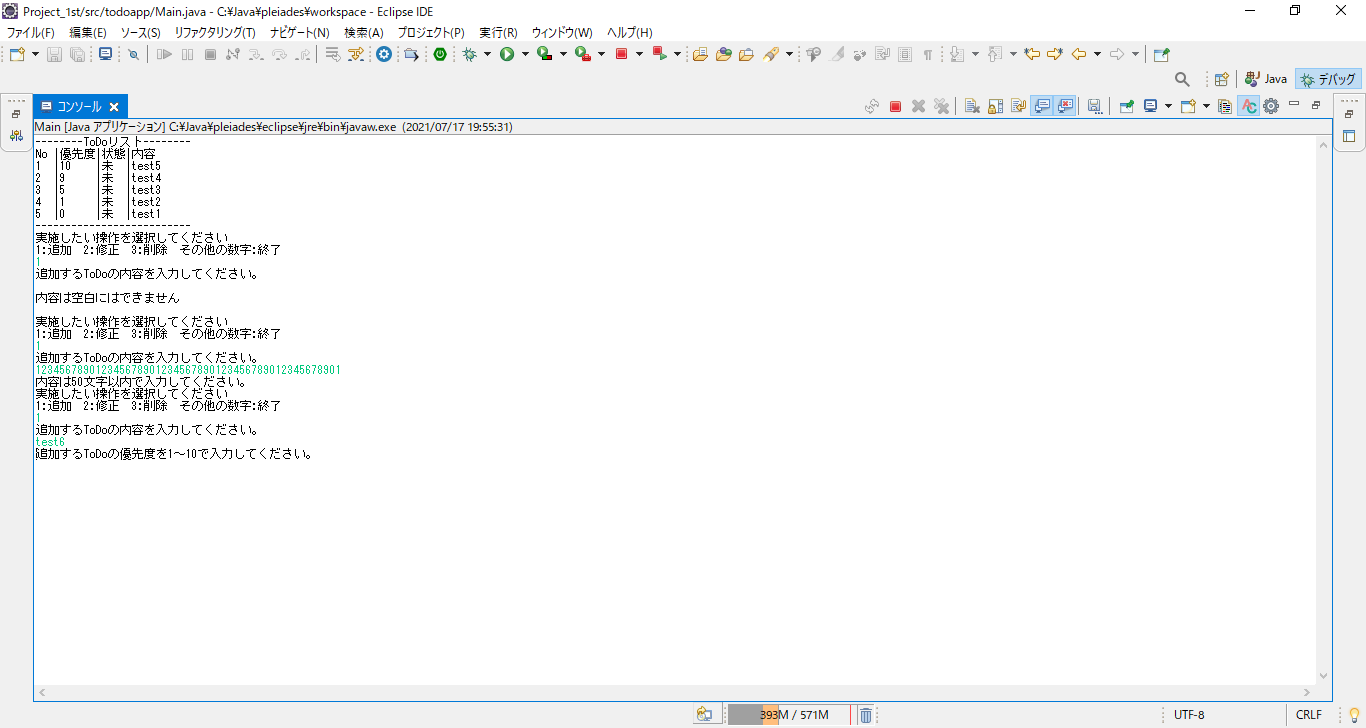 Project_1st/src/todoapp/Main.java - C:¥Java¥pleiades¥workspace - Eclipse IDE
ファイル(F) 編集(E) ソース(S) リファクタリング(T) ナビゲート(N) 検索(A) プロジェクト(P) 実行(R) ウィンドウ(W) ヘルプ(H)
Java デバッグ
コンソール
Main [Java アプリケーション] C:¥Java¥pleiades¥eclipse¥jre¥bin¥javaw.exe (2021/07/17 19:55:31)
--------ToDoリスト--------
No |優先度|状態|内容
1 |10 |未 |test5
2 |9 |未 |test4
3 |5 |未 |test3
4 |1 |未 |test2
5 |0 |未 |test1
--------------------------
実施したい操作を選択してください
1:追加 2:修正 3:削除 その他の数字:終了
1
追加するToDoの内容を入力してください。
内容は空白にはできません
実施したい操作を選択してください
1:追加 2:修正 3:削除 その他の数字:終了
1
追加するToDoの内容を入力してください。
123456789012345678901234567890123456789012345678901
内容は50文字以内で入力してください。
実施したい操作を選択してください
1:追加 2:修正 3:削除 その他の数字:終了
1
追加するToDoの内容を入力してください。
test6
追加するToDoの優先度を1～10で入力してください。
393M / 571M UTF-8 CRLF